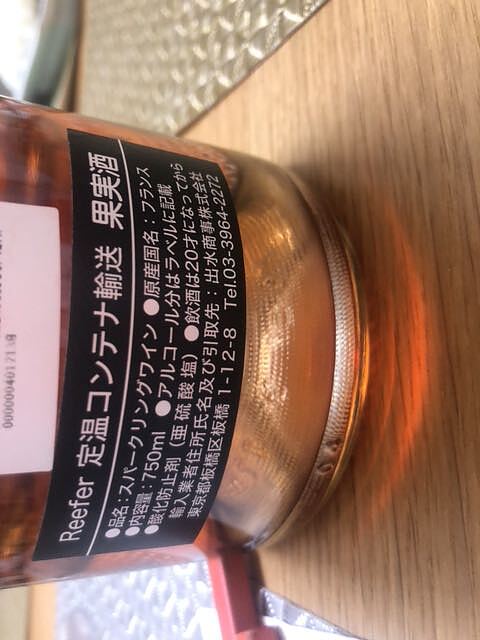 Reefer 定温コンテナ輸送 果実酒
●品名:スパークリングワイン ●原産国名:フランス
●内容量:750ml ●アルコール分はラベルに記載
●酸化防止剤(亜硫酸塩) ●飲酒は20才になってから
輸入業者住所氏名及び引取先:出水商事株式会社
東京都板橋区板橋 1-12-8 Tel.03-3964-2272